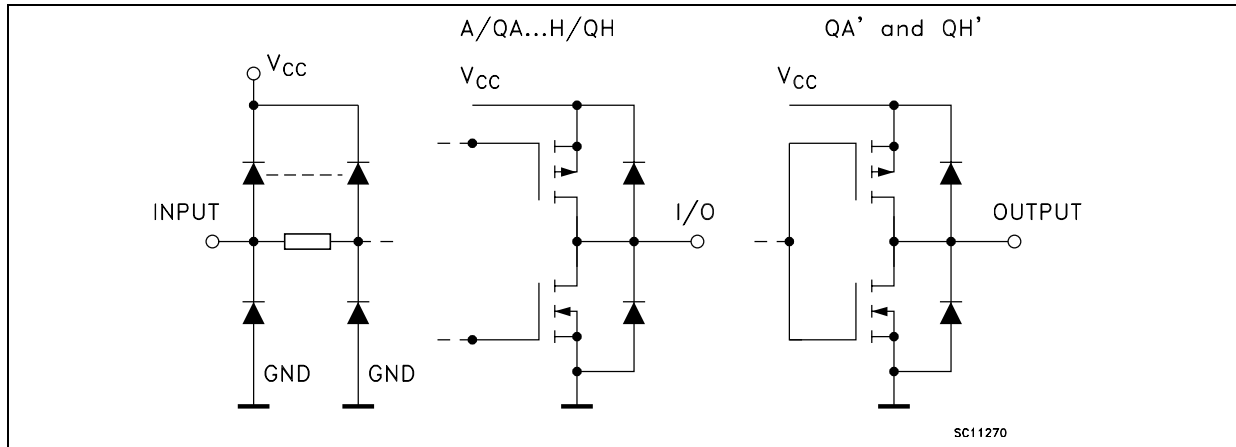 A/QA...H/QH
QA' and QH'
VCC
VCC
VCC
INPUT
I/O
OUTPUT
GND
GND
SC11270